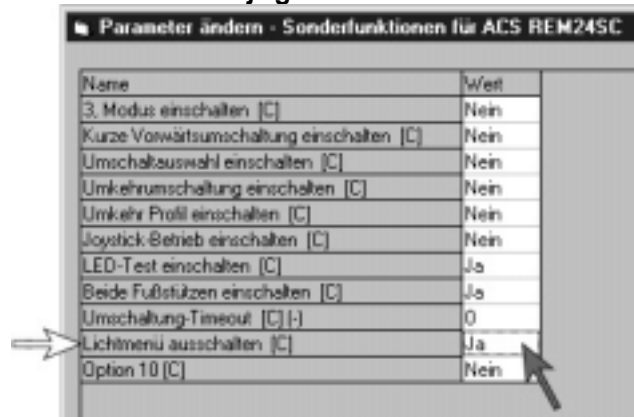 Parameter ändern - Sonderfunktionen für ACS REM24SC
Name Wert
3. Modus einschalten [C] Nein
Kurze Vorwärtsumschaltung einschalten [C] Nein
Umschaltauswahl einschalten [C] Nein
Umkehrumschaltung einschalten [C] Nein
Umkehr Profil einschalten [C] Nein
Joystick-Betrieb einschalten [C] Nein
LED-Test einschalten [C] Ja
Beide Fußstützen einschalten [C] Ja
Umschaltung-Timeout [C] (-) 0
Lichtmenü ausschalten [C] Ja
Option 10 [C] Nein